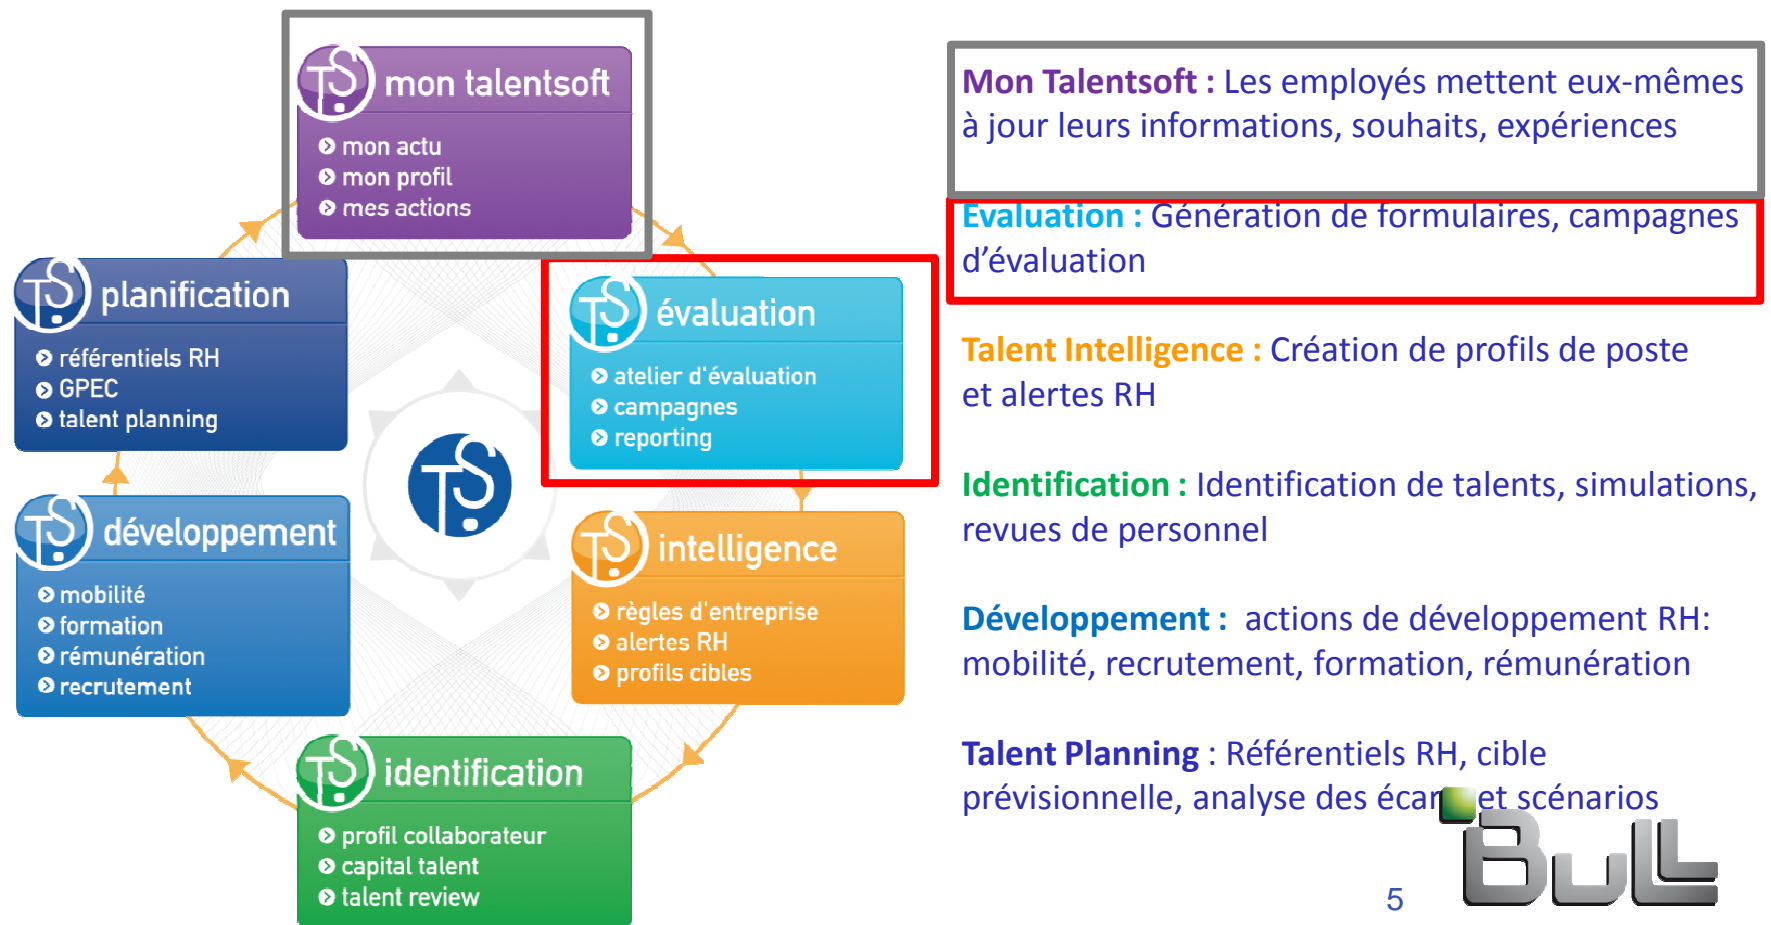 mon talentsoft
mon actu
mon profil
mes actions
planification
référentiels RH
GPEC
talent planning
évaluation
atelier d'évaluation
campagnes
reporting
développement
mobilité
formation
rémunération
recrutement
intelligence
règles d'entreprise
alertes RH
profils cibles
identification
profil collaborateur
capital talent
talent review
TS
Mon Talentsoft : Les employés mettent eux-mêmes
à jour leurs informations, souhaits, expériences
Evaluation : Génération de formulaires, campagnes
d’évaluation
Talent Intelligence : Création de profils de poste
et alertes RH
Identification : Identification de talents, simulations,
revues de personnel
Développement : actions de développement RH:
mobilité, recrutement, formation, rémunération
Talent Planning : Référentiels RH, cible
prévisionnelle, analyse des et scénarios
Bull
5